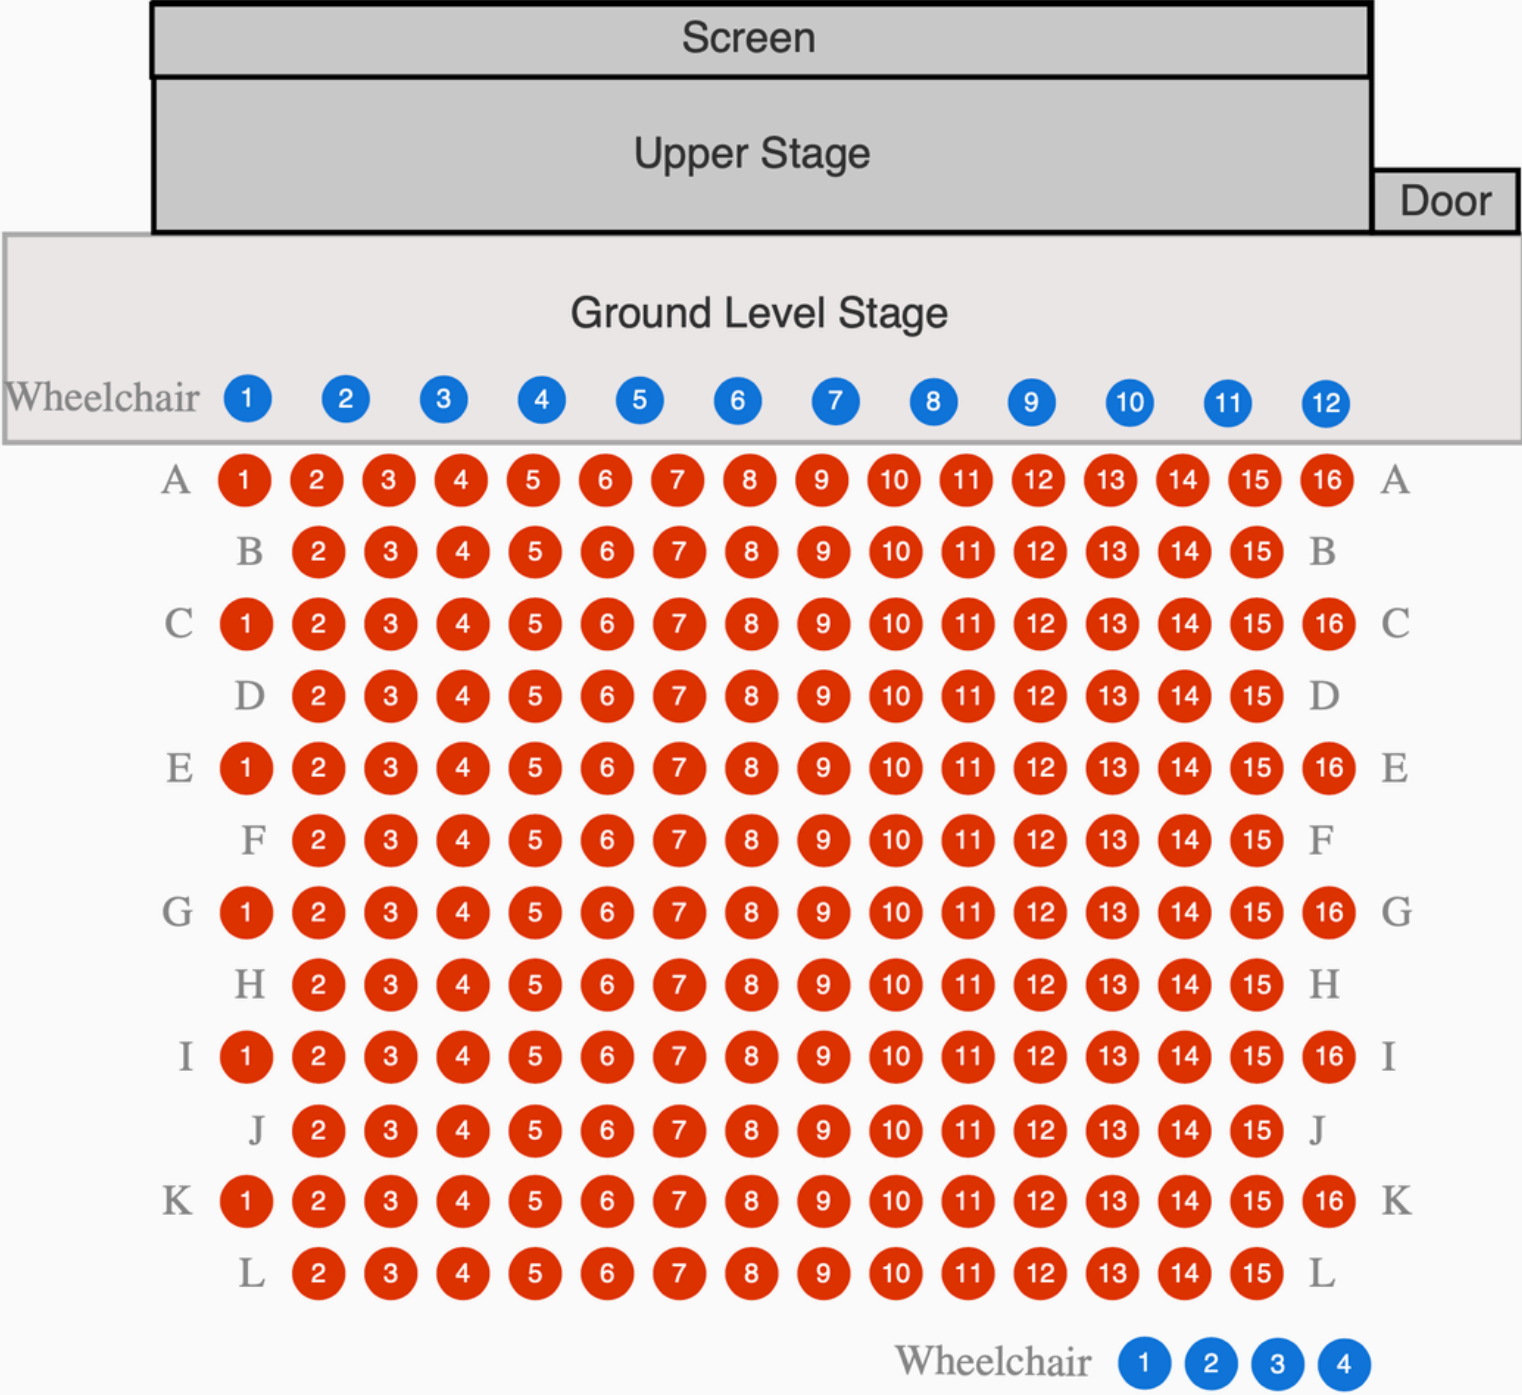 Screen
Upper Stage
Door
Ground Level Stage
Wheelchair 1 2 3 4 5 6 7 8 9 10 11 12
A 1 2 3 4 5 6 7 8 9 10 11 12 13 14 15 16 A
B 2 3 4 5 6 7 8 9 10 11 12 13 14 15 B
C 1 2 3 4 5 6 7 8 9 10 11 12 13 14 15 16 C
D 2 3 4 5 6 7 8 9 10 11 12 13 14 15 D
E 1 2 3 4 5 6 7 8 9 10 11 12 13 14 15 16 E
F 2 3 4 5 6 7 8 9 10 11 12 13 14 15 F
G 1 2 3 4 5 6 7 8 9 10 11 12 13 14 15 16 G
H 2 3 4 5 6 7 8 9 10 11 12 13 14 15 H
I 1 2 3 4 5 6 7 8 9 10 11 12 13 14 15 16 I
J 2 3 4 5 6 7 8 9 10 11 12 13 14 15 J
K 1 2 3 4 5 6 7 8 9 10 11 12 13 14 15 16 K
L 2 3 4 5 6 7 8 9 10 11 12 13 14 15 L
Wheelchair 1 2 3 4